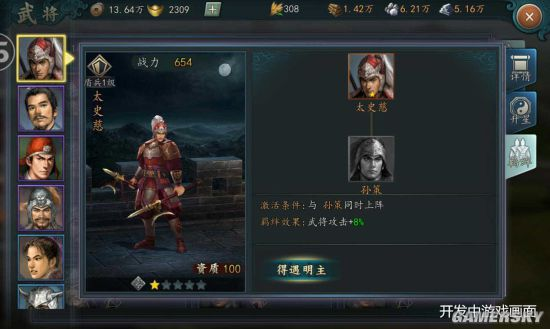 武将
13.64万
2909
308
1.42万
6.21万
5.16万
盾兵1级
战力 654
太史慈
太史慈
孙策
激活条件:与 孙策同时上阵
羁绊效果:武将攻击+8%
资质 100
得遇明主
详情
升星
羁绊
开发中游戏画面
GAMERSKY